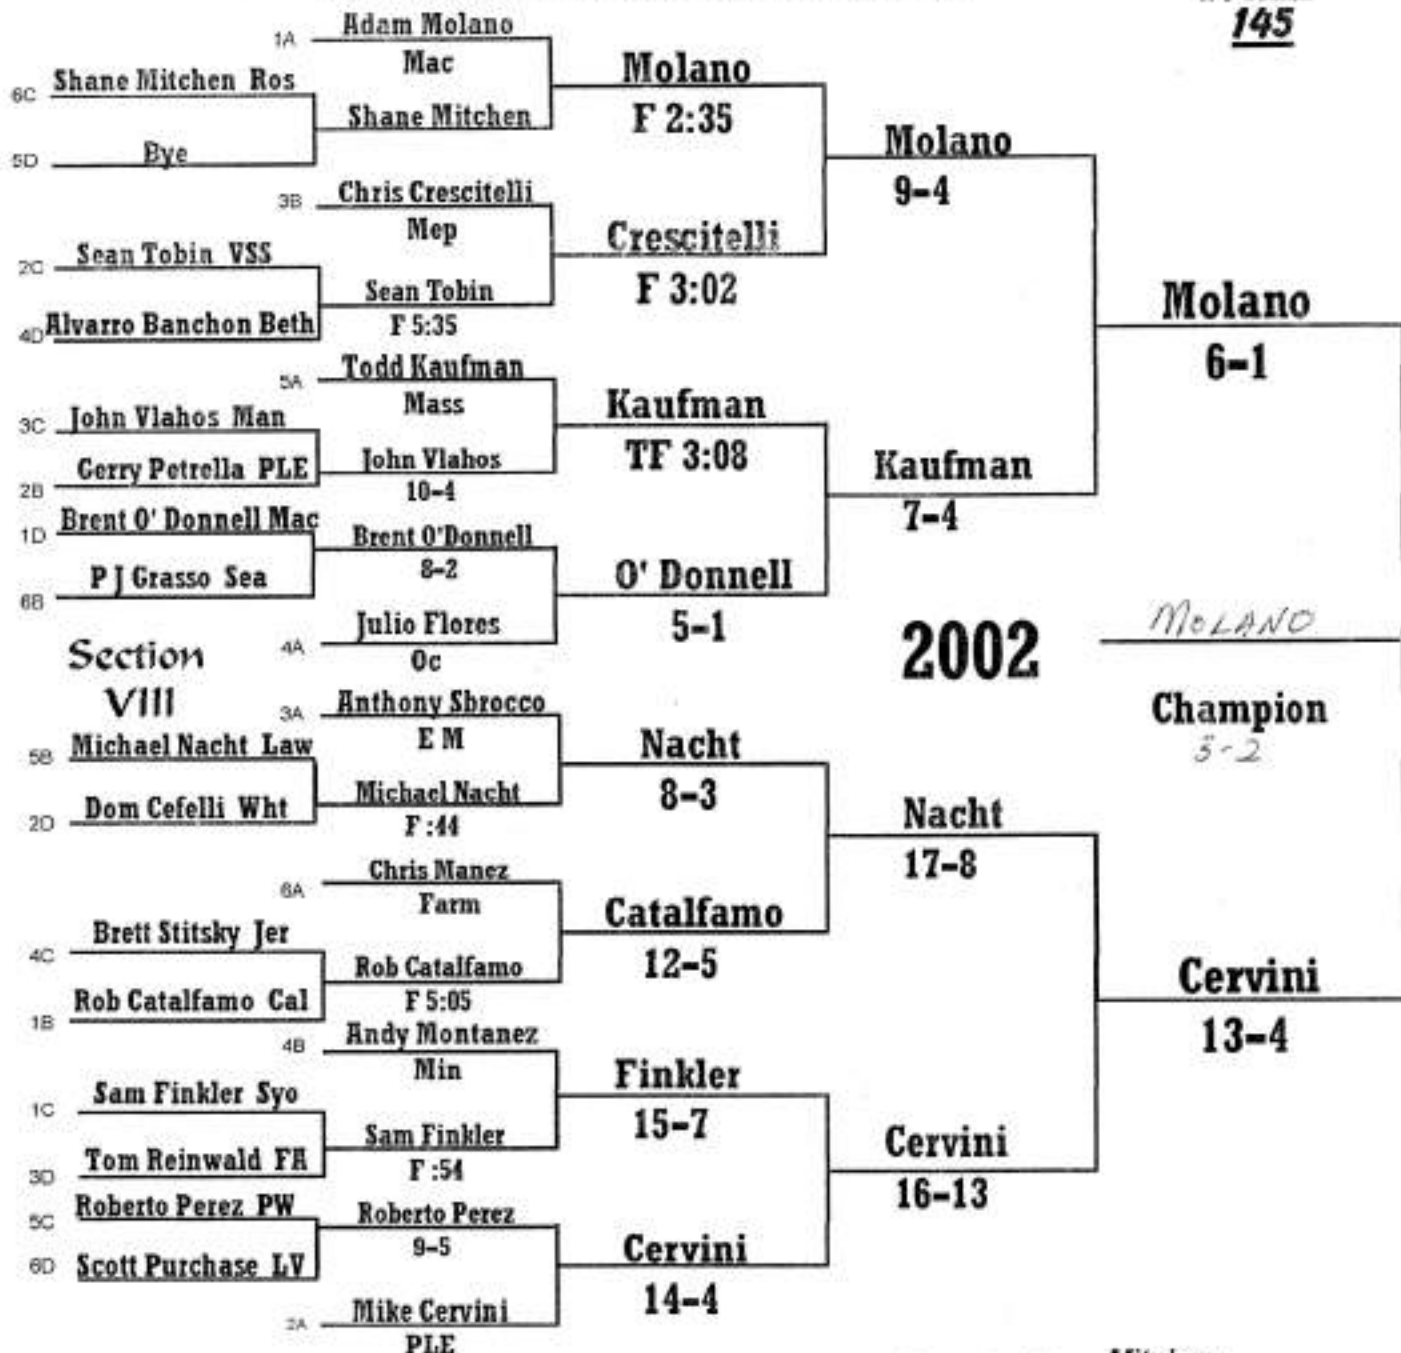 145
1A Adam Molano
Mac
6C Shane Mitchen Ros
Shane Mitchen
5D Bye
Molano
F 2:35
3B Chris Crescitelli
Mep
2C Sean Tobin VSS
Sean Tobin
F 5:35
4D Alvarro Banchon Beth
Crescitelli
F 3:02
Molano
9-4
5A Todd Kaufman
Mass
3C John Vlahos Man
John Vlahos
10-4
2B Gerry Petrella PLE
Kaufman
TF 3:08
1D Brent O' Donnell Mac
Brent O'Donnell
8-2
6B P J Grasso Sea
4A Julio Flores
Oc
O' Donnell
5-1
Kaufman
7-4
Molano
6-1
Section
VIII
2002
MOLANO
Champion
5-2
3A Anthony Sbrocco
E M
5B Michael Nacht Law
Michael Nacht
F :44
2D Dom Cefelli Wht
Nacht
8-3
6A Chris Manez
Farm
4C Brett Stitsky Jer
Rob Catalfamo
F 5:05
1B Rob Catalfamo Cal
Catalfamo
12-5
Nacht
17-8
4B Andy Montanez
Min
1C Sam Finkler Syo
Sam Finkler
F :54
3D Tom Reinwald FA
Finkler
15-7
5C Roberto Perez PW
Roberto Perez
9-5
6D Scott Purchase LV
2A Mike Cervini
PLE
Cervini
14-4
Cervini
16-13
Cervini
13-4